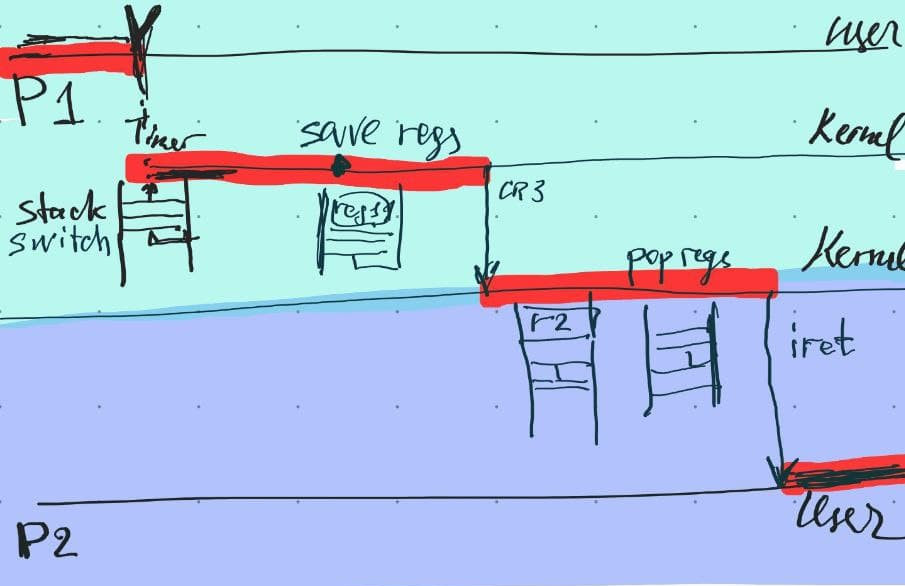 User
P1
Timer
save regs
Kernel
Stack
switch
regs1
CR3
Kernel
pop regs
r2
iret
User
P2